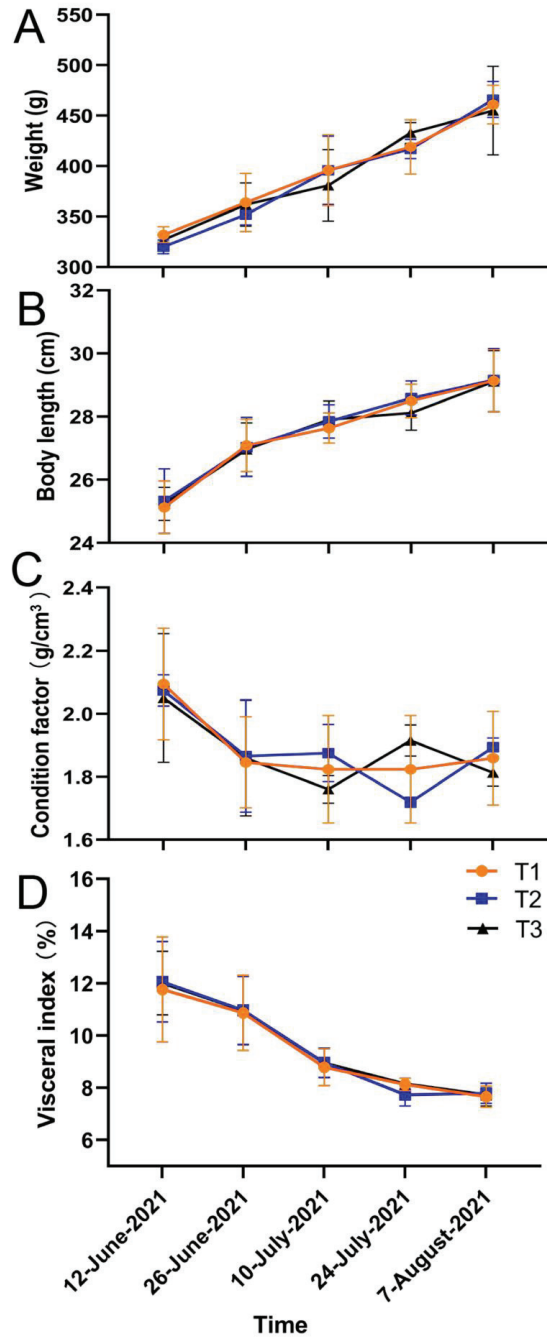 A
Weight (g)
550
500
450
400
350
300
B
Body length (cm)
32
30
28
26
24
C
Condition factor (g/cm³)
2.4
2.2
2.0
1.8
1.6
T1
T2
T3
D
Visceral index (%)
16
14
12
10
8
6
12-June-2021
26-June-2021
10-July-2021
24-July-2021
7-August-2021
Time